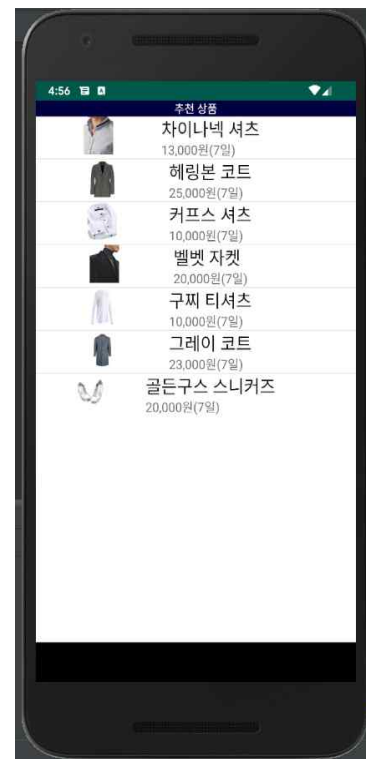 4:56
추천 상품
차이나넥 셔츠
13,000원(7일)
헤링본 코트
25,000원(7일)
커프스 셔츠
10,000원(7일)
벨벳 자켓
20,000원(7일)
구찌 티셔츠
10,000원(7일)
그레이 코트
23,000원(7일)
골든구스 스니커즈
20,000원(7일)